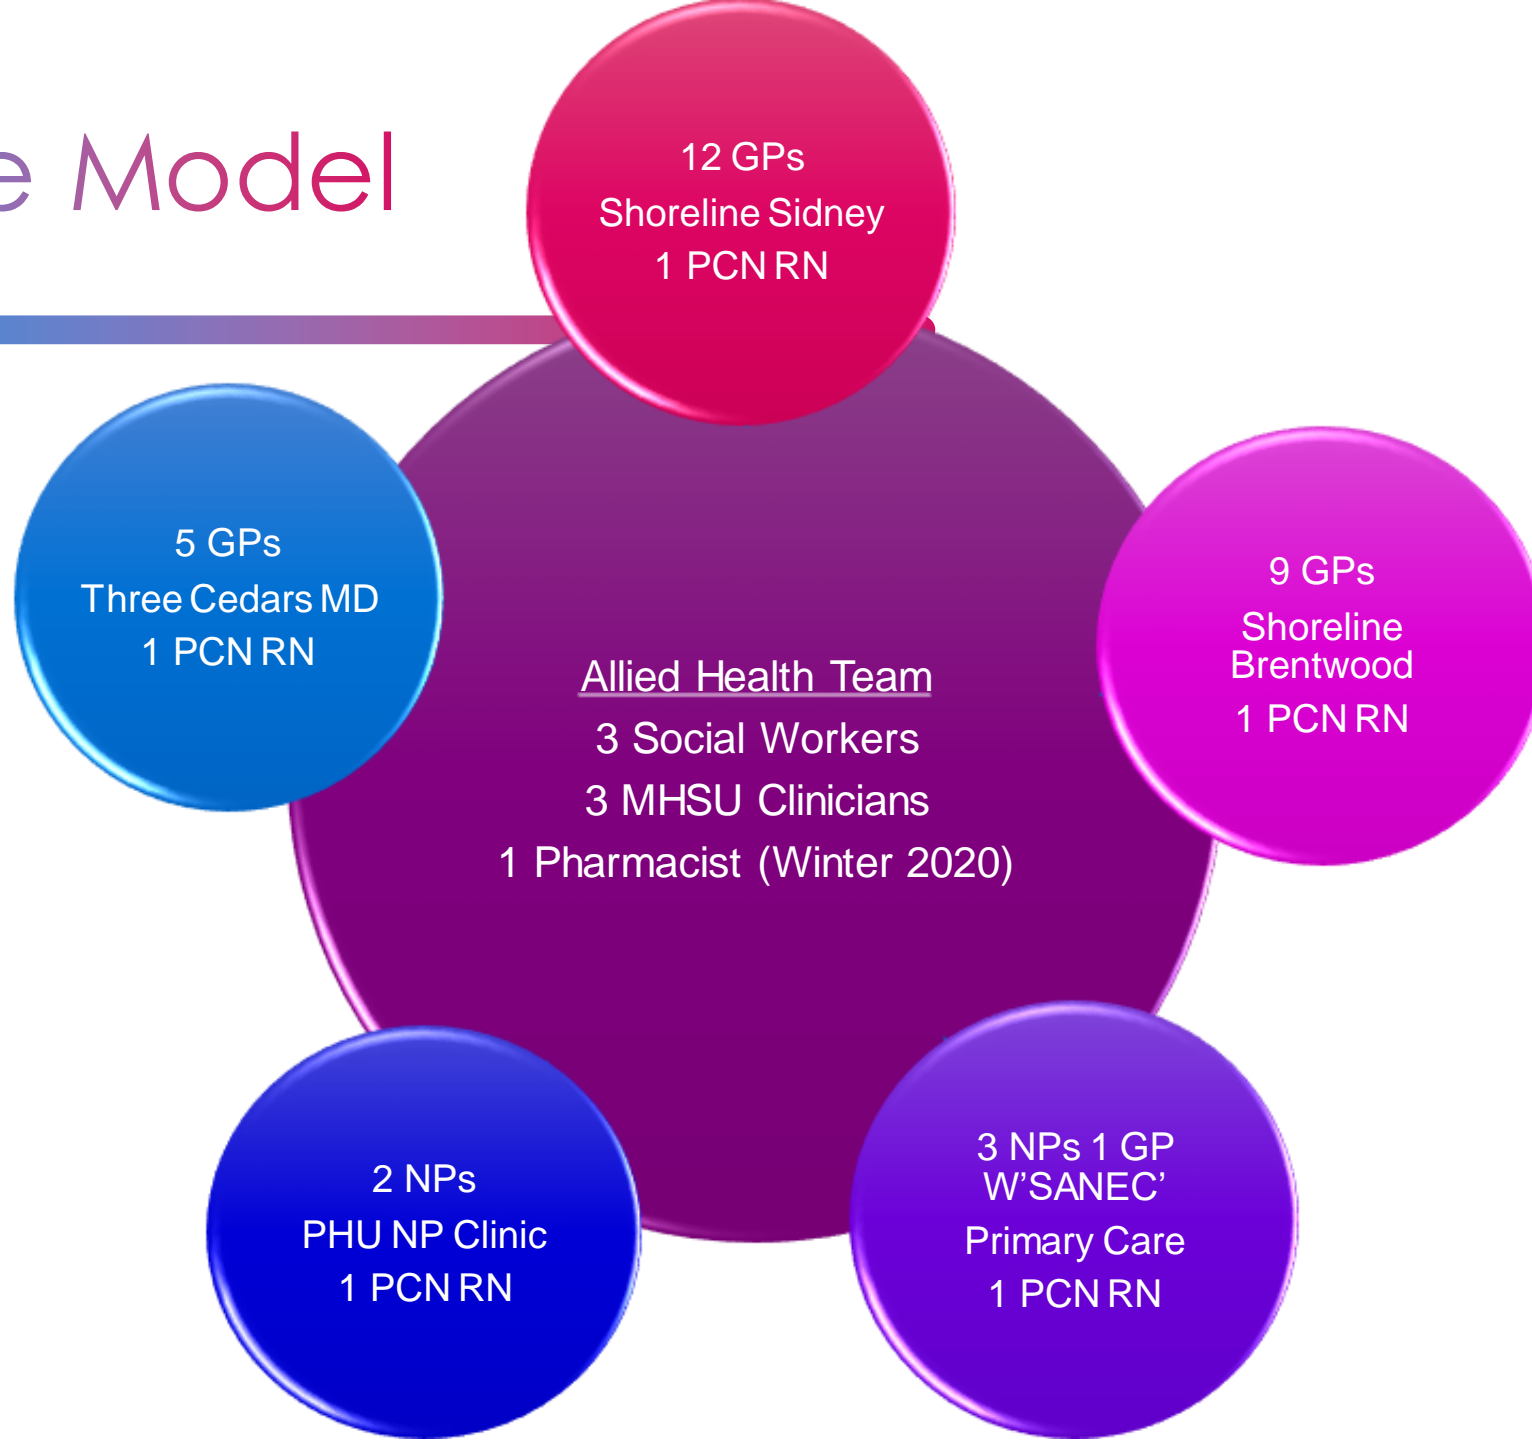 e Model
12 GPs
Shoreline Sidney
1 PCN RN
5 GPs
Three Cedars MD
1 PCN RN
9 GPs
Shoreline
Brentwood
1 PCN RN
Allied Health Team
3 Social Workers
3 MHSU Clinicians
1 Pharmacist (Winter 2020)
2 NPs
PHU NP Clinic
1 PCN RN
3 NPs 1 GP
W’SANEC’
Primary Care
1 PCN RN